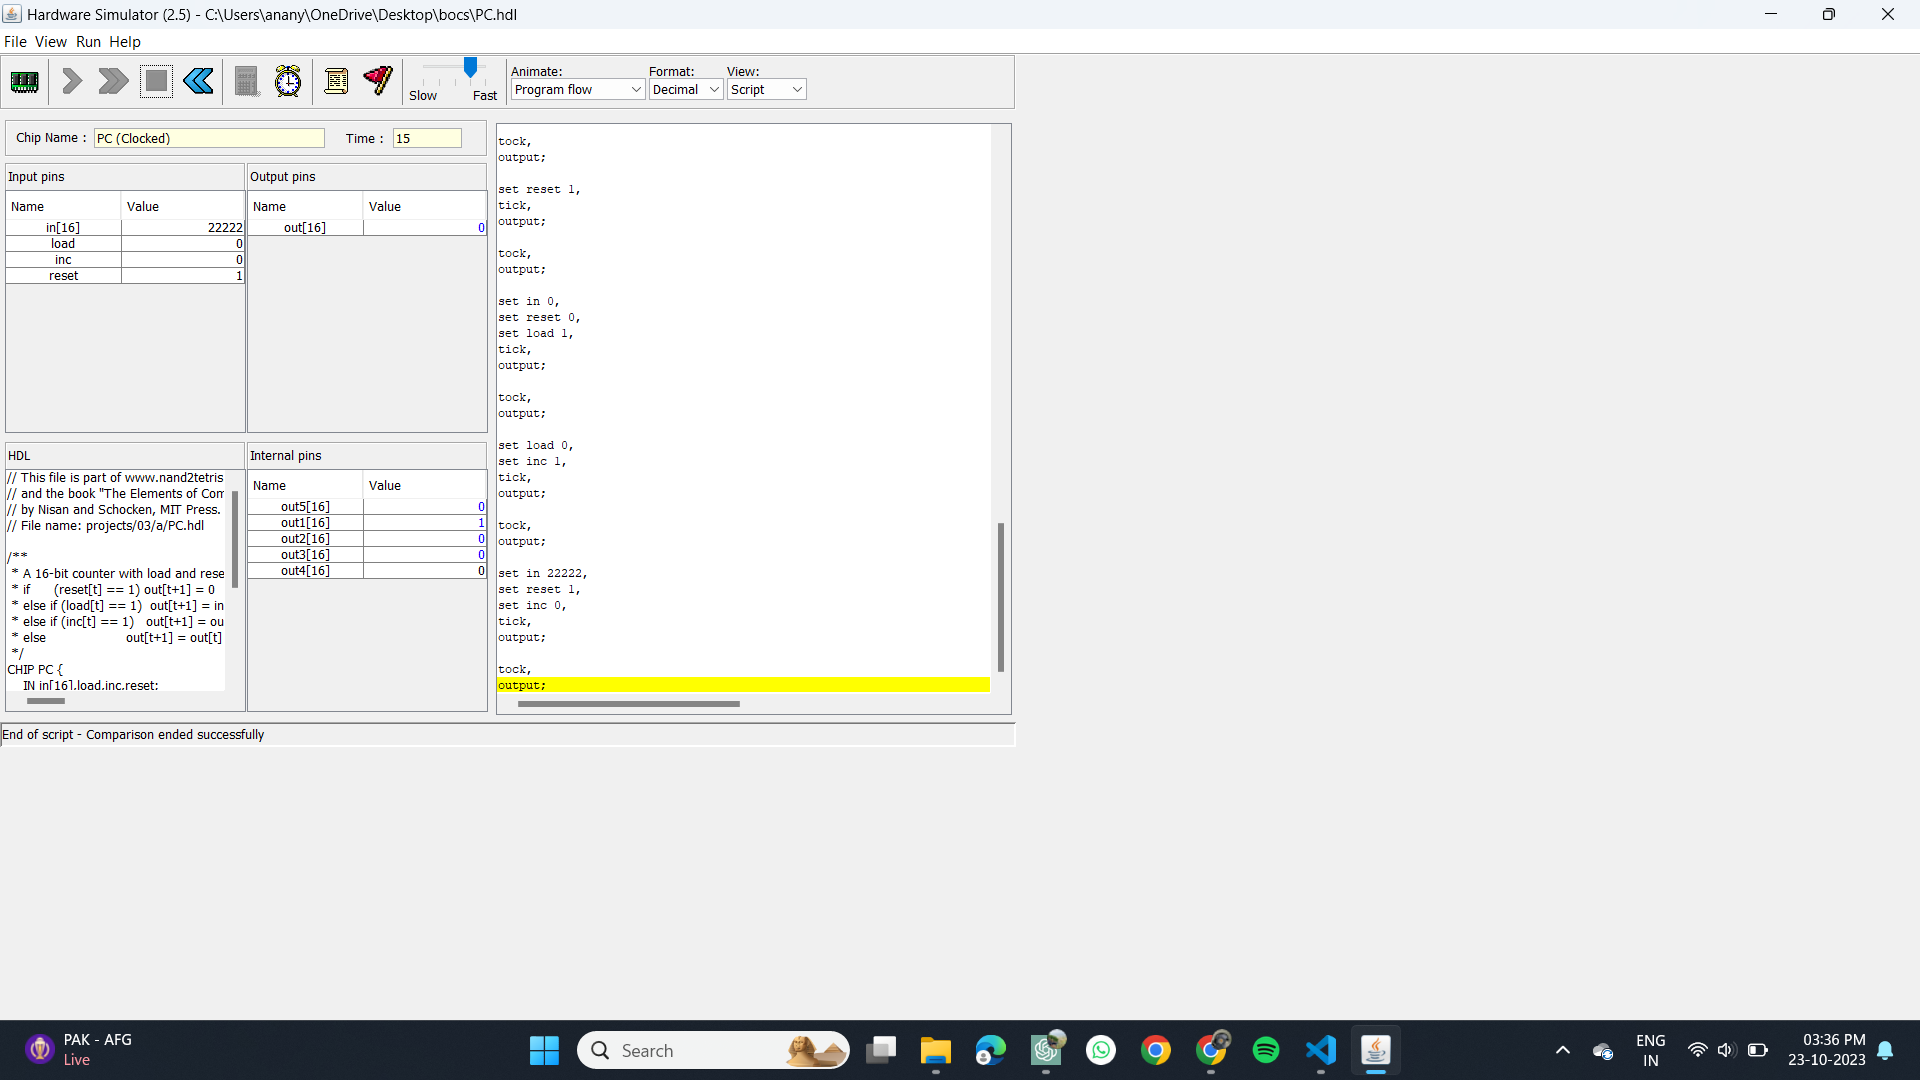 Hardware Simulator (2.5) - C:\Users\anany\OneDrive\Desktop\bocs\PC.hdl
File View Run Help
Slow Fast
Animate: Format: View:
Program flow Decimal Script
Chip Name : PC (Clocked) Time : 15
Input pins
Name Value
in[16] 22222
load 0
inc 0
reset 1
Output pins
Name Value
out[16] 0
HDL
// This file is part of www.nand2tetris
// and the book "The Elements of Com
// by Nisan and Schocken, MIT Press.
// File name: projects/03/a/PC.hdl
/**
* A 16-bit counter with load and rese
* if (reset[t] == 1) out[t+1] = 0
* else if (load[t] == 1) out[t+1] = in
* else if (inc[t] == 1) out[t+1] = ou
* else out[t+1] = out[t]
*/
CHIP PC {
IN in[16],load,inc,reset;
Internal pins
Name Value
out5[16] 0
out1[16] 1
out2[16] 0
out3[16] 0
out4[16] 0
tock,
output;
set reset 1,
tick,
output;
tock,
output;
set in 0,
set reset 0,
set load 1,
tick,
output;
tock,
output;
set load 0,
set inc 1,
tick,
output;
tock,
output;
set in 22222,
set reset 1,
set inc 0,
tick,
output;
tock,
output;
End of script - Comparison ended successfully
PAK - AFG
Live
Search
ENG
IN
03:36 PM
23-10-2023